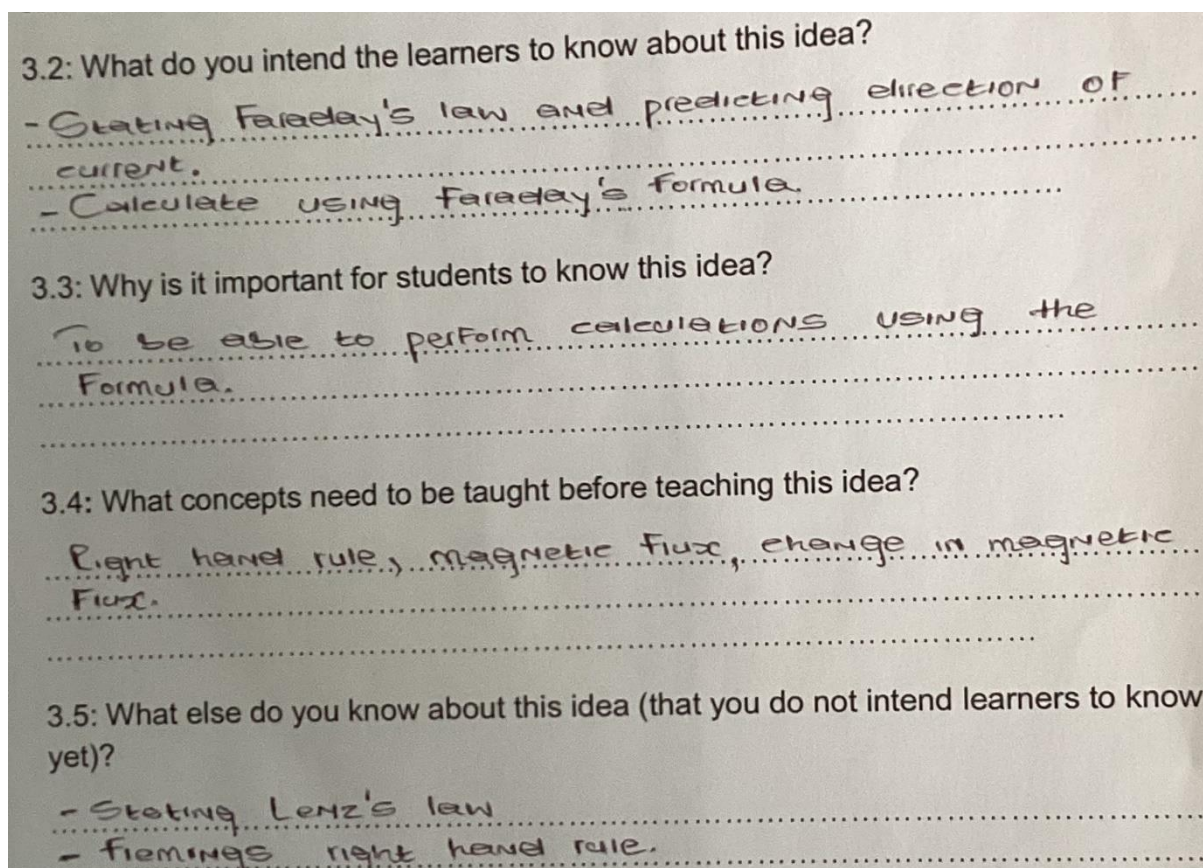 3.2: What do you intend the learners to know about this idea?
- Stating Faraday's law and predicting direction of
current.
- Calculate using Faraday's Formula.
3.3: Why is it important for students to know this idea?
To be able to perform calculations using the
Formula.
3.4: What concepts need to be taught before teaching this idea?
Right hand rule, magnetic flux, change in magnetic
Flux.
3.5: What else do you know about this idea (that you do not intend learners to know
yet)?
- Stating Lenz's law
- flemings right hand rule.